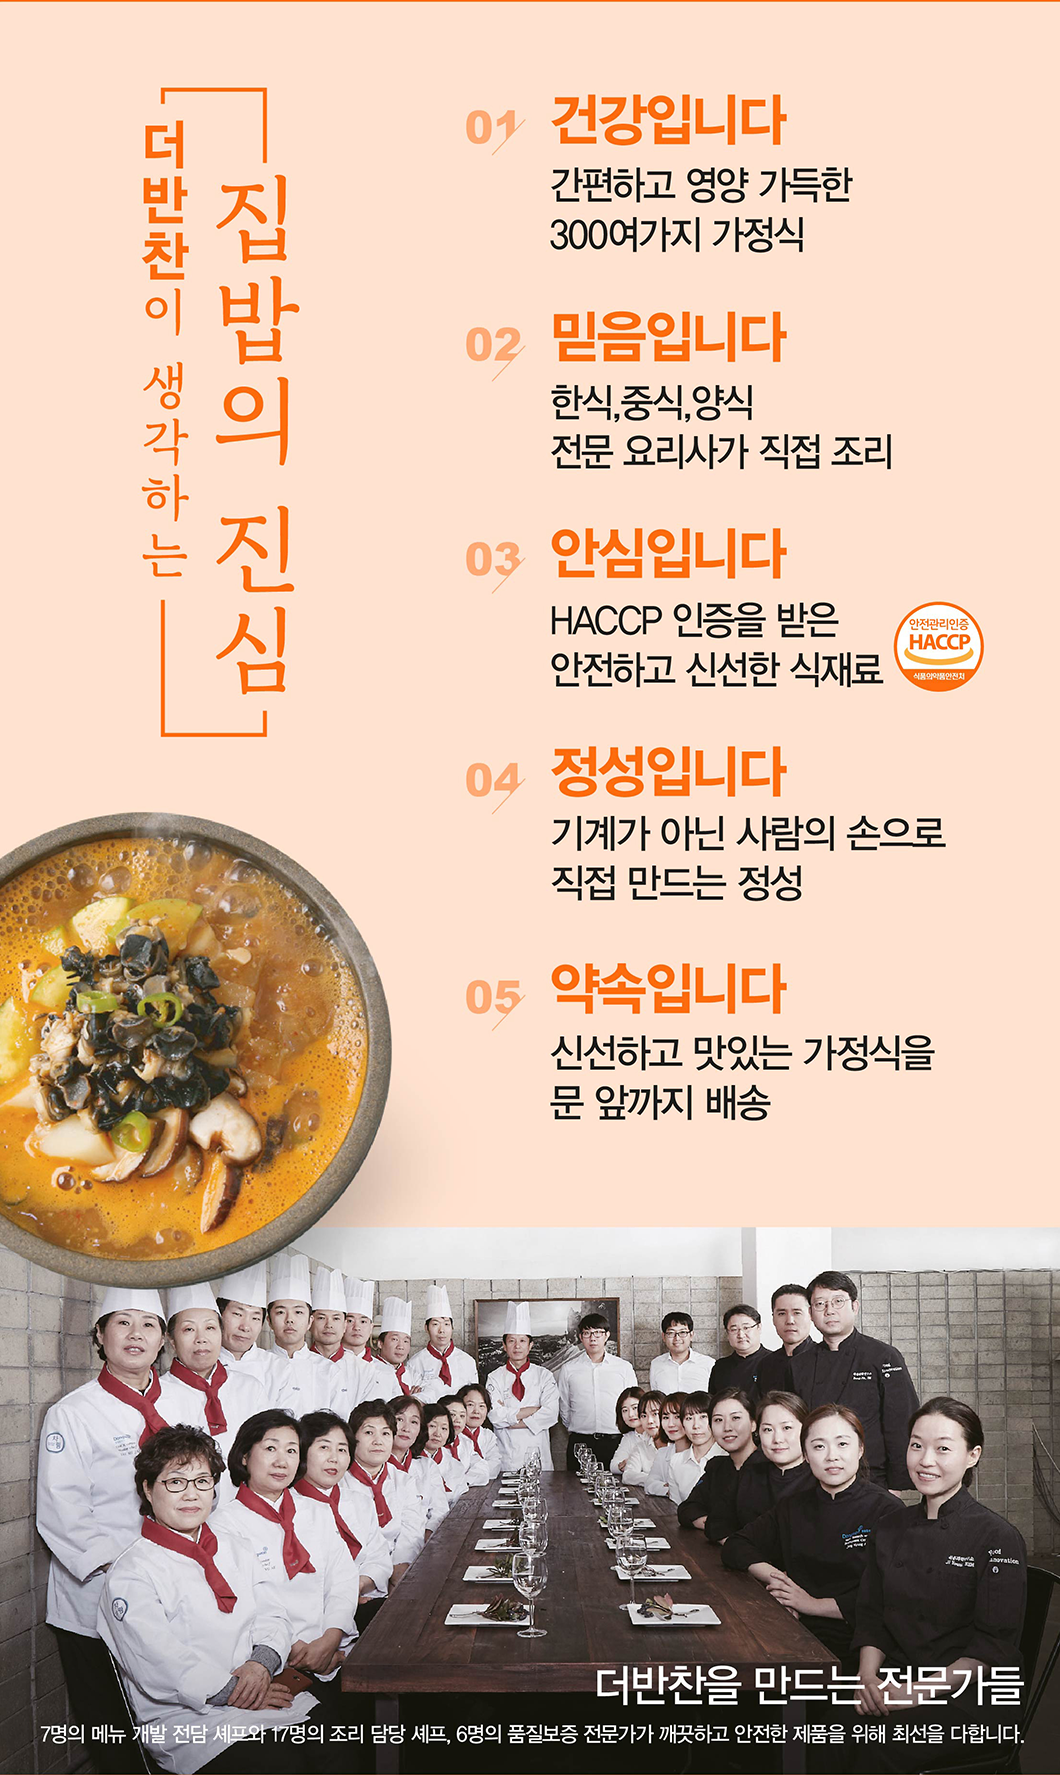 더반찬이 생각하는
집밥의 진심
01
건강입니다
간편하고 영양 가득한
300여가지 가정식
02
믿음입니다
한식,중식,양식
전문 요리사가 직접 조리
03
안심입니다
HACCP 인증을 받은
안전하고 신선한 식재료
안전관리인증
HACCP
식품의약품안전처
04
정성입니다
기계가 아닌 사람의 손으로
직접 만드는 정성
05
약속입니다
신선하고 맛있는 가정식을
문 앞까지 배송
더반찬을 만드는 전문가들
7명의 메뉴 개발 전담 셰프와 17명의 조리 담당 셰프, 6명의 품질보증 전문가가 깨끗하고 안전한 제품을 위해 최선을 다합니다.